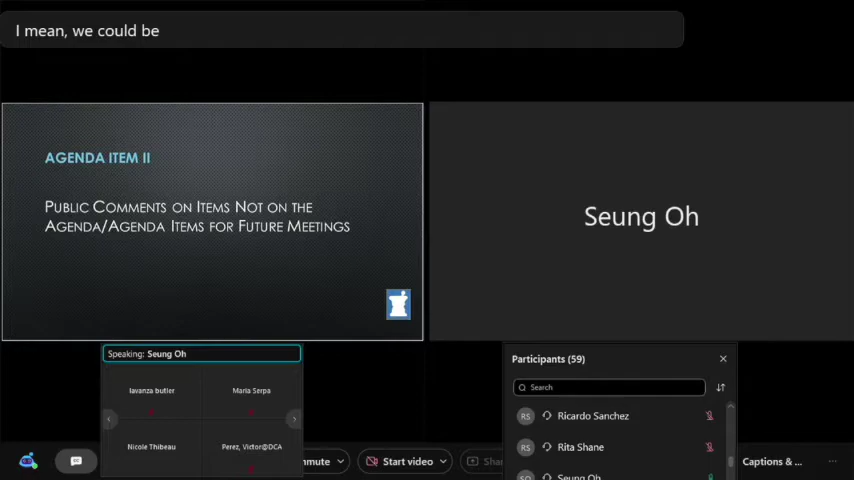 I mean, we could be
AGENDA ITEM II
PUBLIC COMMENTS ON ITEMS NOT ON THE
AGENDA/AGENDA ITEMS FOR FUTURE MEETINGS
Seung Oh
Speaking: Seung Oh
lavanza butler
Maria Serpa
Nicole Thibeau
Perez, Victor@DCA
Participants (59)
Search
RS Ricardo Sanchez
RS Rita Shane
SO Seung Oh
Start video
Captions & ...